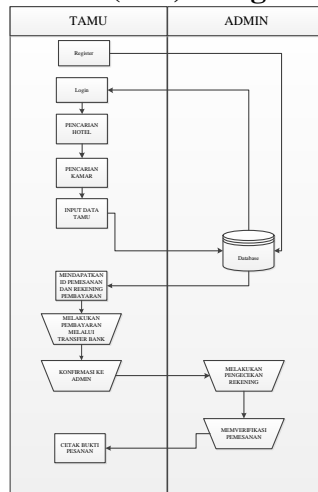 TAMU
ADMIN
Register
Login
PENCARIAN
HOTEL
PENCARIAN
KAMAR
INPUT DATA
TAMU
Database
MENDAPATKAN
ID PEMESANAN
DAN REKENING
PEMBAYARAN
MELAKUKAN
PEMBAYARAN
MELALUI
TRANSFER BANK
KONFIRMASI KE
ADMIN
MELAKUKAN
PENGECEKAN
REKENING
MEMVERIFIKASI
PEMESANAN
CETAK BUKTI
PESANAN